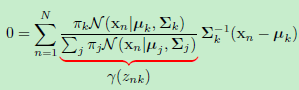 $0 = \sum_{n=1}^{N} \underbrace{\frac{\pi_k \mathcal{N}(\mathbf{x}_n|\boldsymbol{\mu}_k, \boldsymbol{\Sigma}_k)}{\sum_j \pi_j \mathcal{N}(\mathbf{x}_n|\boldsymbol{\mu}_j, \boldsymbol{\Sigma}_j)}}_{\gamma(z_{nk})} \boldsymbol{\Sigma}_k^{-1}(\mathbf{x}_n - \boldsymbol{\mu}_k)$